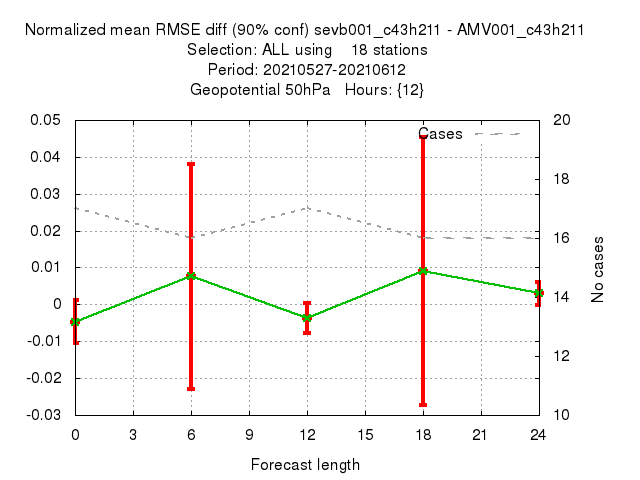 Normalized mean RMSE diff (90% conf) sevb001_c43h211 - AMV001_c43h211
Selection: ALL using    18 stations
Period: 20210527-20210612
Geopotential 50hPa   Hours: {12}
Cases
0.05
0.04
0.03
0.02
0.01
0
-0.01
-0.02
-0.03
20
18
16
14
12
10
No cases
0 3 6 9 12 15 18 21 24
Forecast length